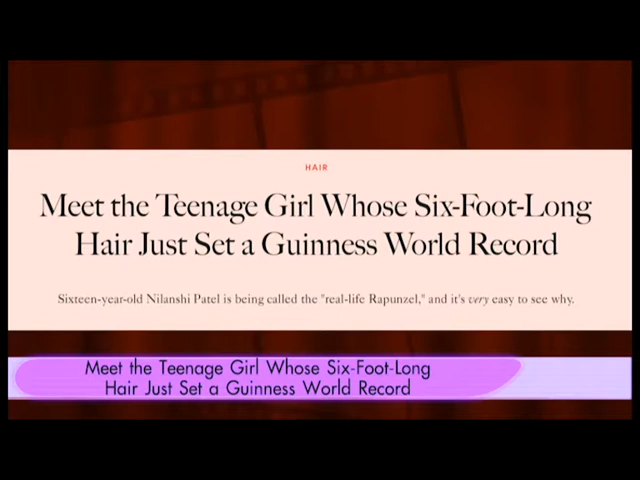 HAIR
Meet the Teenage Girl Whose Six-Foot-Long
Hair Just Set a Guinness World Record
Sixteen-year-old Nilanshi Patel is being called the "real-life Rapunzel," and it's very easy to see why.
Meet the Teenage Girl Whose Six-Foot-Long
Hair Just Set a Guinness World Record